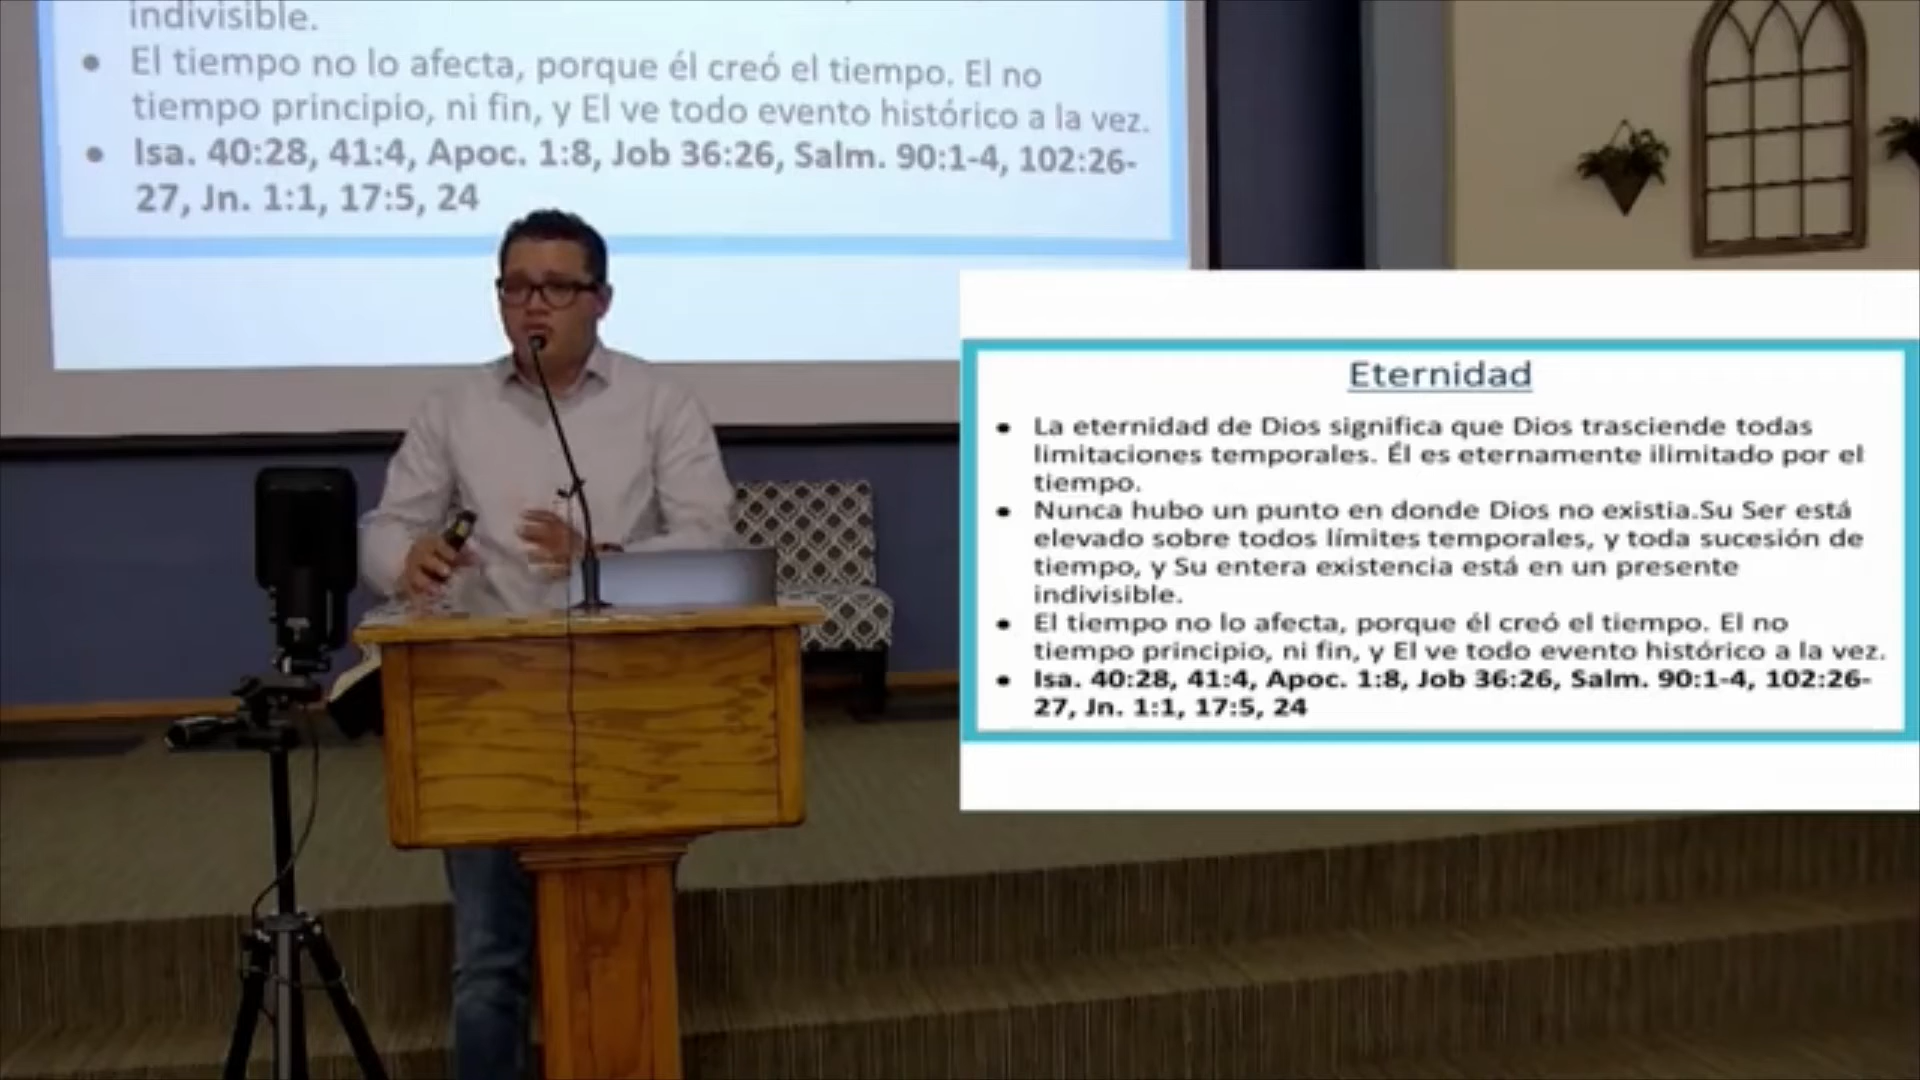 indivisible.
• El tiempo no lo afecta, porque él creó el tiempo. El no
tiempo principio, ni fin, y El ve todo evento histórico a la vez.
• Isa. 40:28, 41:4, Apoc. 1:8, Job 36:26, Salm. 90:1-4, 102:26-
27, Jn. 1:1, 17:5, 24
Eternidad
• La eternidad de Dios significa que Dios trasciende todas
limitaciones temporales. Él es eternamente ilimitado por el
tiempo.
• Nunca hubo un punto en donde Dios no existia.Su Ser está
elevado sobre todos límites temporales, y toda sucesión de
tiempo, y Su entera existencia está en un presente
indivisible.
• El tiempo no lo afecta, porque él creó el tiempo. El no
tiempo principio, ni fin, y El ve todo evento histórico a la vez.
• Isa. 40:28, 41:4, Apoc. 1:8, Job 36:26, Salm. 90:1-4, 102:26-
27, Jn. 1:1, 17:5, 24